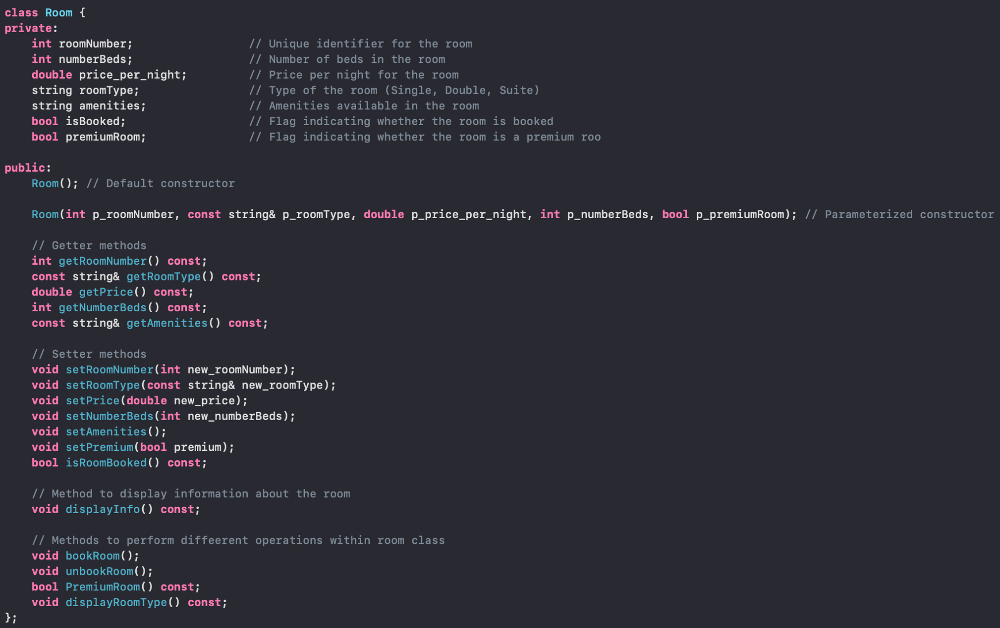 class Room {
private:
    int roomNumber;                 // Unique identifier for the room
    int numberBeds;                 // Number of beds in the room
    double price_per_night;         // Price per night for the room
    string roomType;                // Type of the room (Single, Double, Suite)
    string amenities;               // Amenities available in the room
    bool isBooked;                  // Flag indicating whether the room is booked
    bool premiumRoom;               // Flag indicating whether the room is a premium roo

public:
    Room(); // Default constructor

    Room(int p_roomNumber, const string& p_roomType, double p_price_per_night, int p_numberBeds, bool p_premiumRoom); // Parameterized constructor

    // Getter methods
    int getRoomNumber() const;
    const string& getRoomType() const;
    double getPrice() const;
    int getNumberBeds() const;
    const string& getAmenities() const;

    // Setter methods
    void setRoomNumber(int new_roomNumber);
    void setRoomType(const string& new_roomType);
    void setPrice(double new_price);
    void setNumberBeds(int new_numberBeds);
    void setAmenities();
    void setPremium(bool premium);
    bool isRoomBooked() const;

    // Method to display information about the room
    void displayInfo() const;

    // Methods to perform diffeerent operations within room class
    void bookRoom();
    void unbookRoom();
    bool PremiumRoom() const;
    void displayRoomType() const;
};